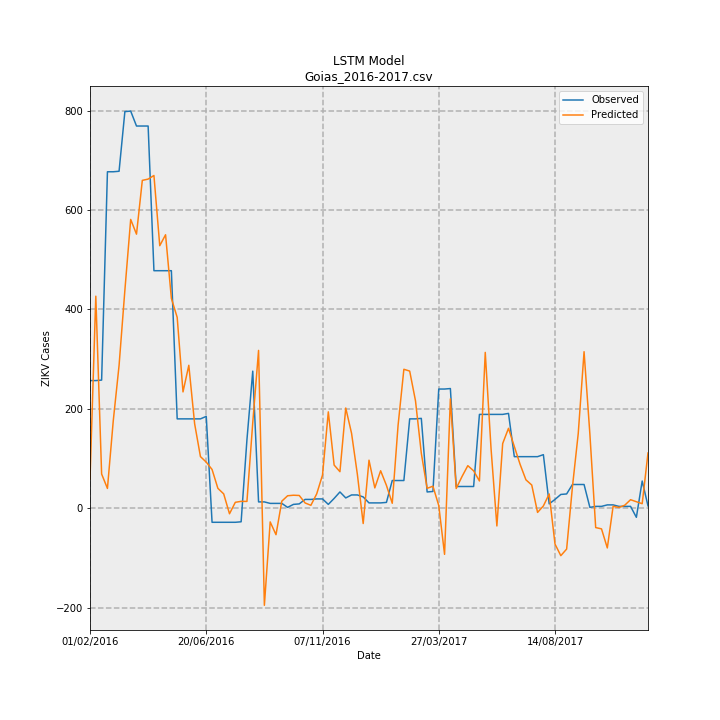 LSTM Model
Goias_2016-2017.csv
Observed
Predicted
800
600
400
200
0
−200
ZIKV Cases
01/02/2016
20/06/2016
07/11/2016
27/03/2017
14/08/2017
Date